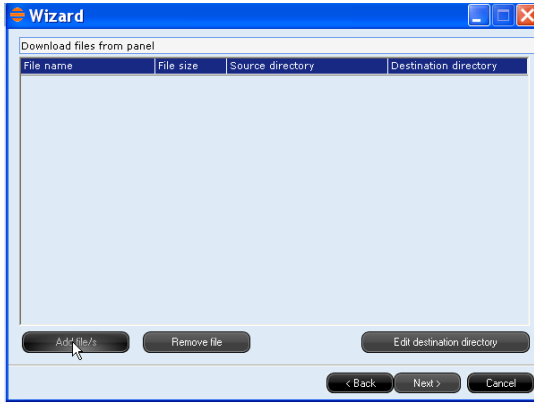 Wizard
Download files from panel
File name File size Source directory Destination directory
Add file/s Remove file Edit destination directory
< Back Next > Cancel